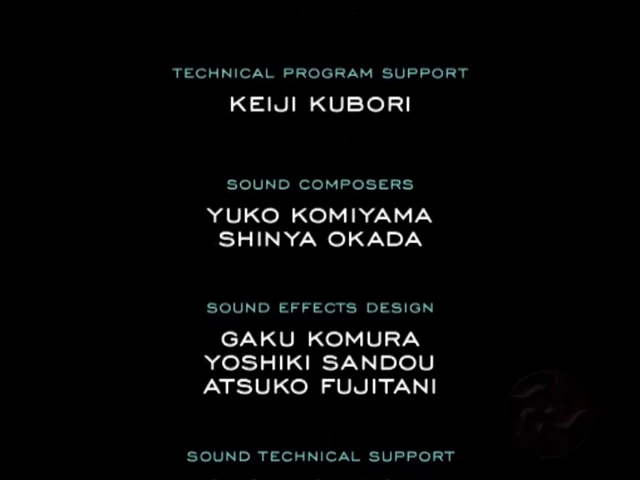 TECHNICAL PROGRAM SUPPORT
KEIJI KUBORI
SOUND COMPOSERS
YUKO KOMIYAMA
SHINYA OKADA
SOUND EFFECTS DESIGN
GAKU KOMURA
YOSHIKI SANDOU
ATSUKO FUJITANI
SOUND TECHNICAL SUPPORT